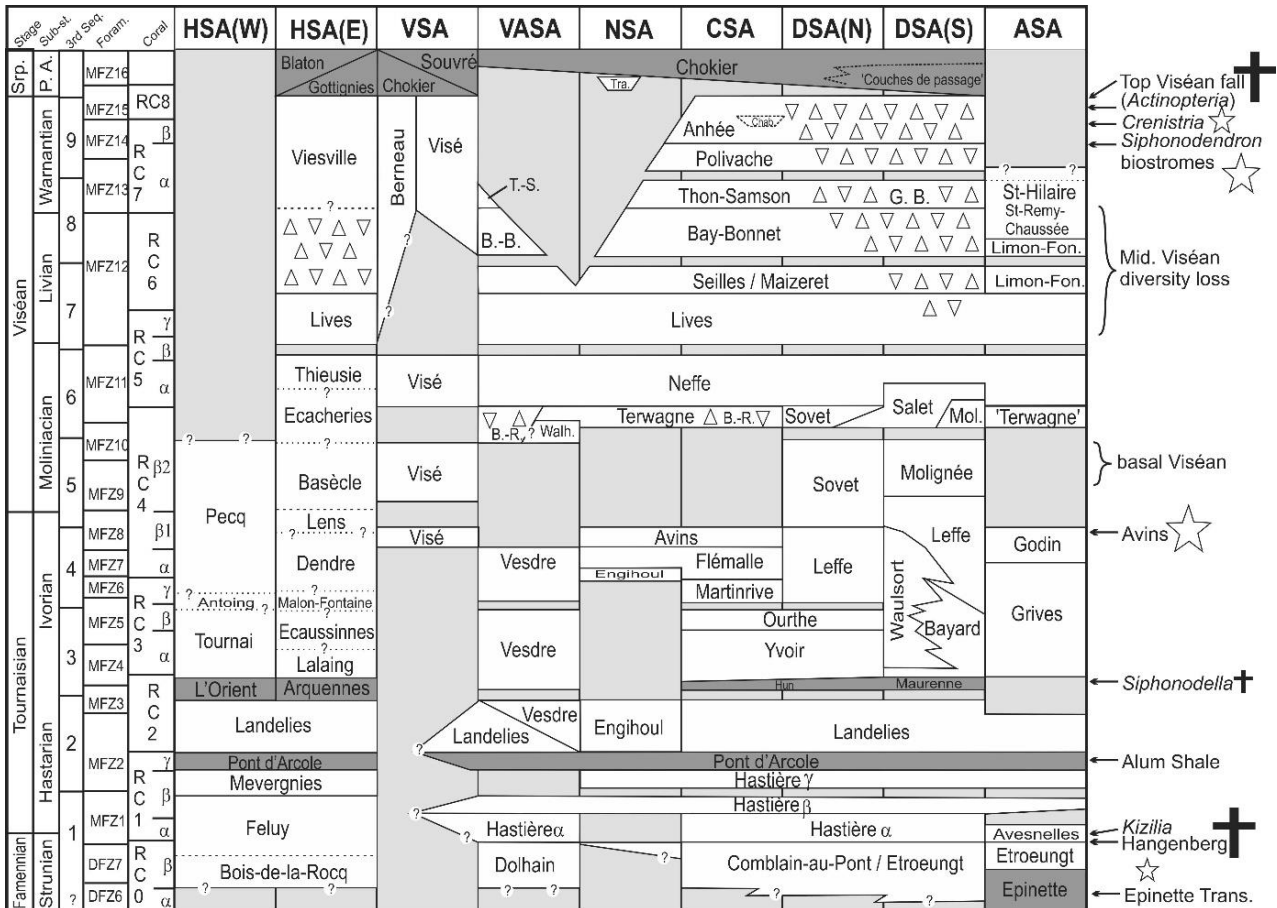 Stage Sub-st. 3rd Seq. Foram. Coral HSA(W) HSA(E) VSA VASA NSA CSA DSA(N) DSA(S) ASA
Srp. P. A. MFZ16 Blaton Gottignies Chokier Souvré Chokier 'Couches de passage'
Tra.
Top Viséan fall
(Actinopteria)
Crenistria
Siphonodendron
biostromes
Viséan Warnantian 9 MFZ15 RC8
MFZ14 β
RC7 α
MFZ13
Viesville Berneau Visé Anhée Chab.
Polivache
? ?
T.-S. Thon-Samson G. B. St-Hilaire
St-Remy-
Chaussée
Livian 8 MFZ12 RC6 ? B.-B. Bay-Bonnet Limon-Fon.
?
Mid. Viséan
diversity loss
7 Seilles / Maizeret Limon-Fon.
γ Lives ? Lives
Moliniacian RC5 β
6 MFZ11 α Thieusie Visé Neffe
?
Ecacheries B.-R. ? Walh. Terwagne B.-R. Sovet Salet Mol. 'Terwagne'
MFZ10 ? ? ?
5 MFZ9 RC4 β2 Pecq Basècle Visé Sovet Molignée
basal Viséan
Tournaisian Ivorian MFZ8 β1 Lens ? Visé Avins Leffe Godin
Avins
4 MFZ7 α Dendre Vesdre Flémalle Leffe
Engihoul
MFZ6 γ ? ? Martinrive Waulsort
RC3 Antoing ? Malon-Fontaine ?
MFZ5 β Tournai Ecaussinnes Ourthe Bayard Grives
?
3 MFZ4 α Lalaing Vesdre Yvoir
L'Orient Arquennes Hun Maurenne
Siphonodella
Hastarian MFZ3 RC2
2 Landelies Vesdre Landelies Engihoul Landelies
?
MFZ2 γ Pont d'Arcole Pont d'Arcole
Alum Shale
RC1 Mevergnies Hastière γ
β ? Hastière β
1 MFZ1 α Feluy ? Hastière α Hastière α Avesnelles
Kizilia
Hangenberg
Famennian Strunian DFZ7 RC0 β Bois-de-la-Rocq Dolhain ? Comblain-au-Pont / Etroeungt Etroeungt
? DFZ6 α ? ? ? ? ? ? Epinette
Epinette Trans.